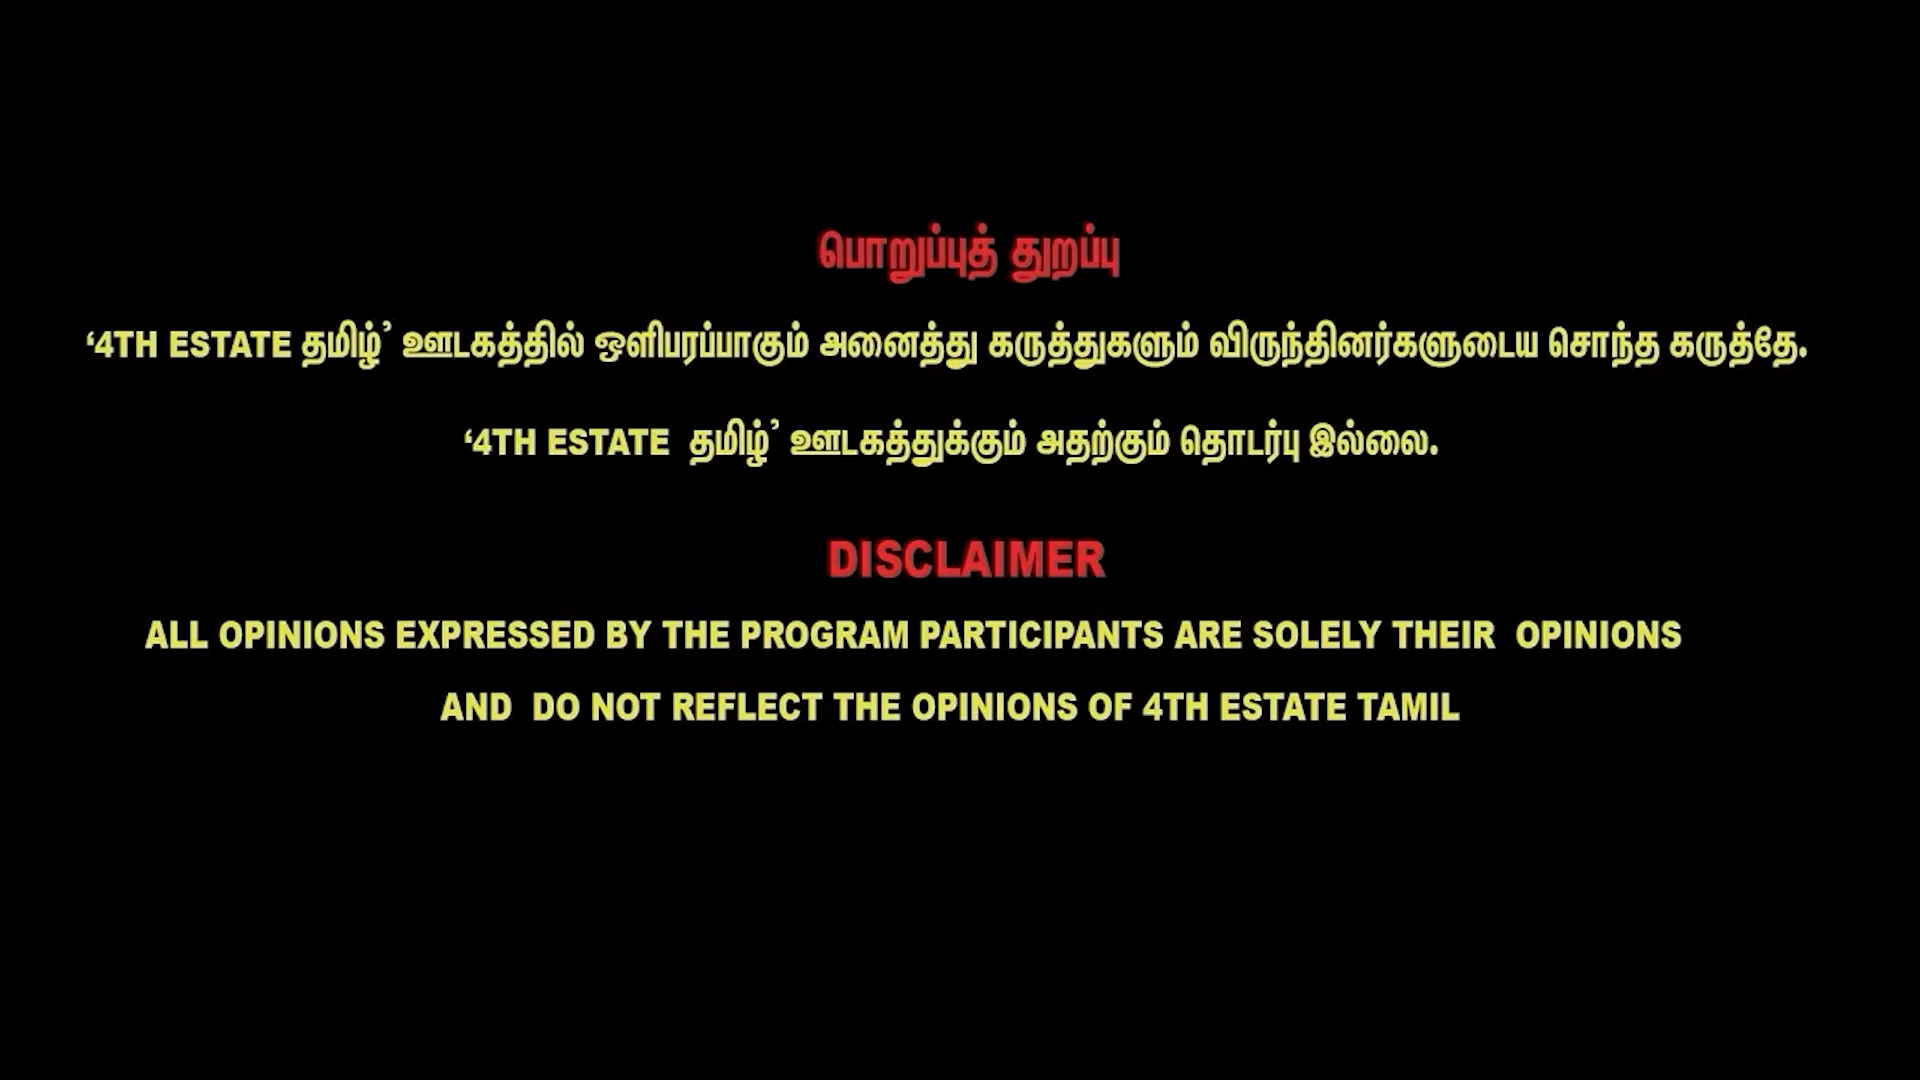 பொறுப்புத் துறப்பு
‘4TH ESTATE தமிழ்’ ஊடகத்தில் ஒளிபரப்பாகும் அனைத்து கருத்துகளும் விருந்தினர்களுடைய சொந்த கருத்தே.
‘4TH ESTATE தமிழ்’ ஊடகத்துக்கும் அதற்கும் தொடர்பு இல்லை.
DISCLAIMER
ALL OPINIONS EXPRESSED BY THE PROGRAM PARTICIPANTS ARE SOLELY THEIR OPINIONS
AND DO NOT REFLECT THE OPINIONS OF 4TH ESTATE TAMIL